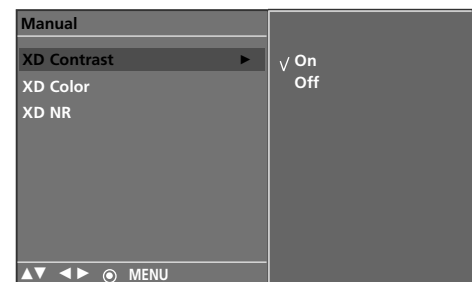 Manual
XD Contrast ►
XD Color
XD NR
√ On
Off
▲▼ ◄► ◉ MENU